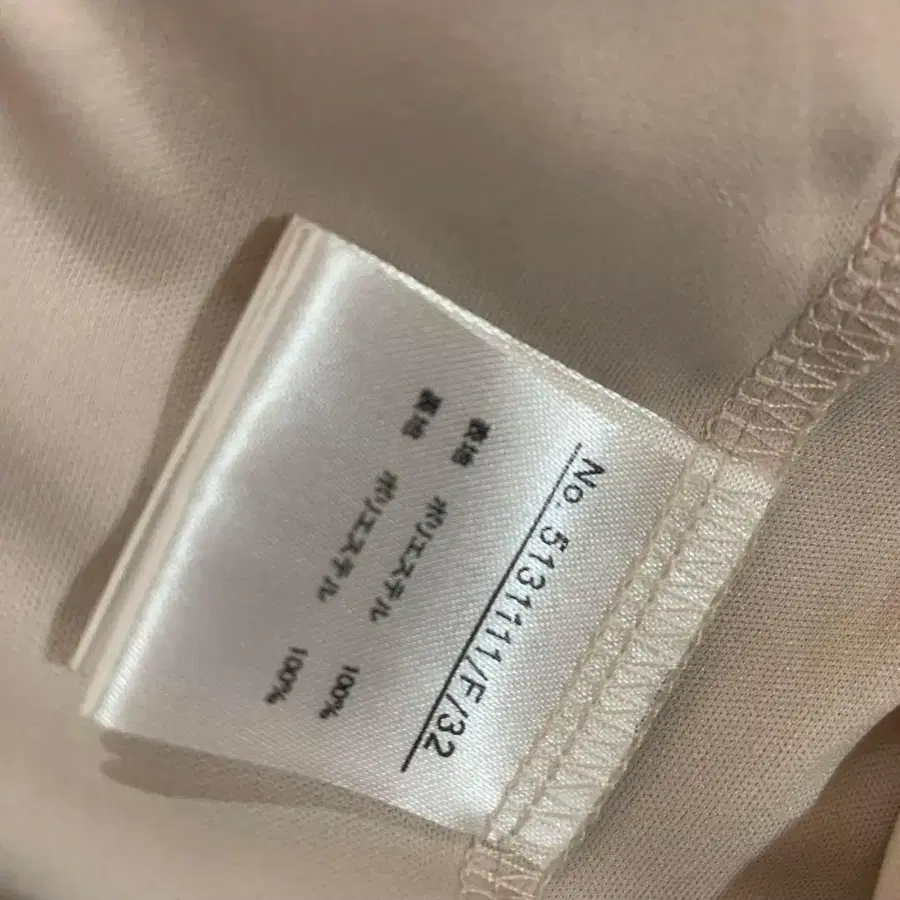 No. 5131111/F/32
表地 ポリエステル 100%
裏地 ポリエステル 100%